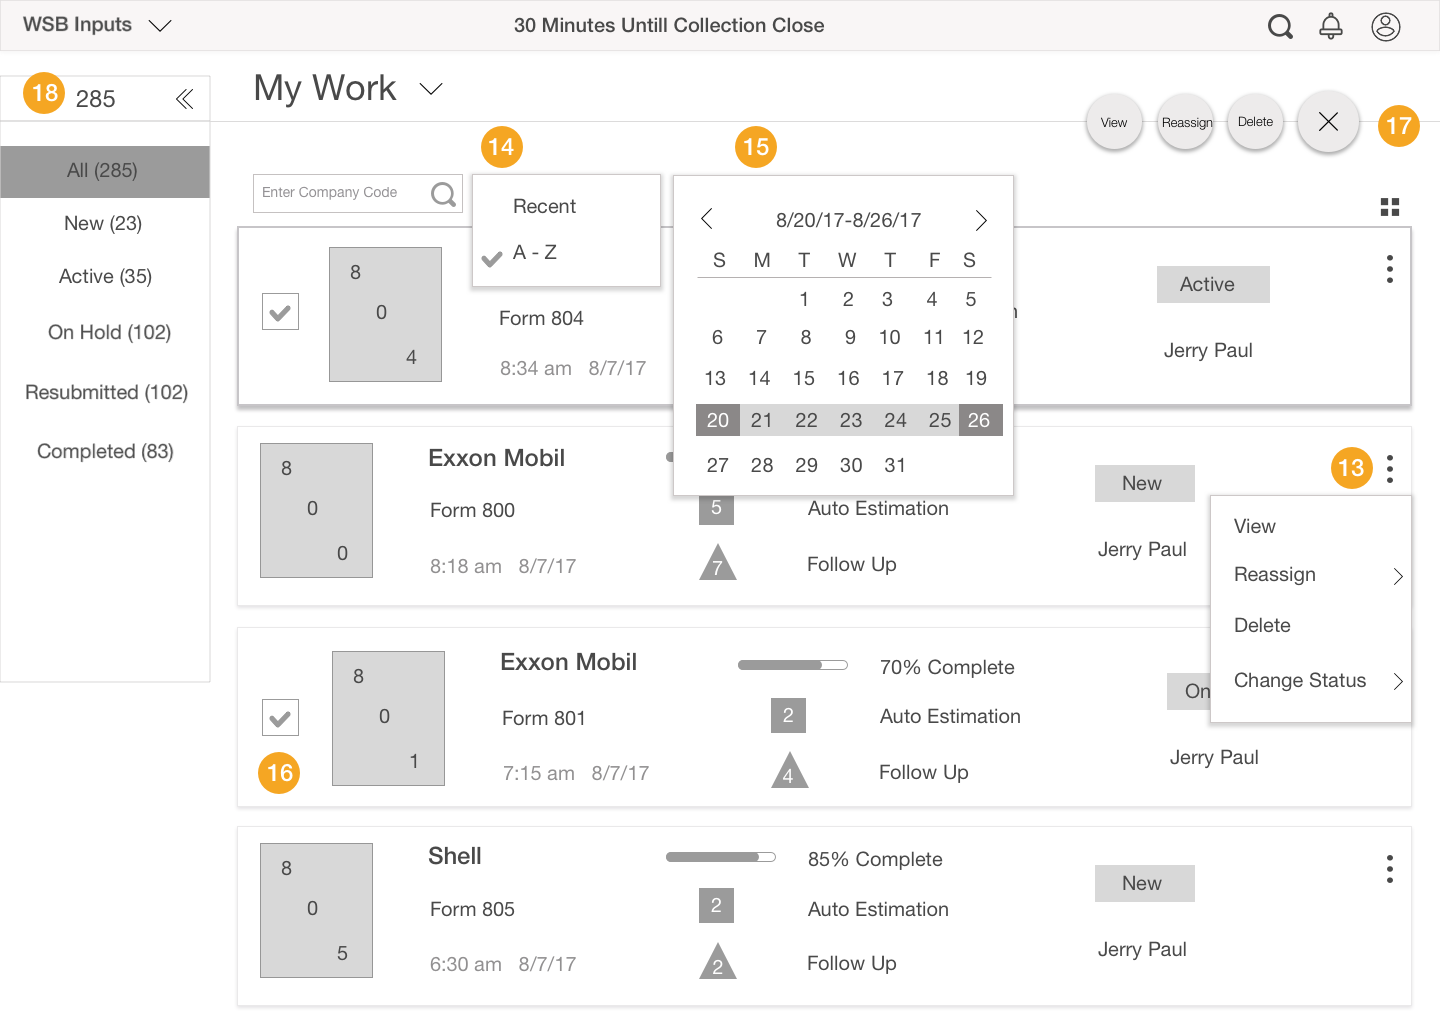 WSB Inputs
30 Minutes Untill Collection Close
18
285
My Work
View
Reassign
Delete
17
All (285)
New (23)
Active (35)
On Hold (102)
Resubmitted (102)
Completed (83)
14
15
Enter Company Code
Recent
A - Z
8/20/17-8/26/17
S M T W T F S
1 2 3 4 5
6 7 8 9 10 11 12
13 14 15 16 17 18 19
20 21 22 23 24 25 26
27 28 29 30 31
8
0
4
Form 804
8:34 am 8/7/17
Active
Jerry Paul
8
0
0
Exxon Mobil
Form 800
8:18 am 8/7/17
5 Auto Estimation
7 Follow Up
New
Jerry Paul
13
View
Reassign
Delete
Change Status
16
8
0
1
Exxon Mobil
Form 801
7:15 am 8/7/17
70% Complete
2 Auto Estimation
4 Follow Up
On
Jerry Paul
8
0
5
Shell
Form 805
6:30 am 8/7/17
85% Complete
2 Auto Estimation
2 Follow Up
New
Jerry Paul